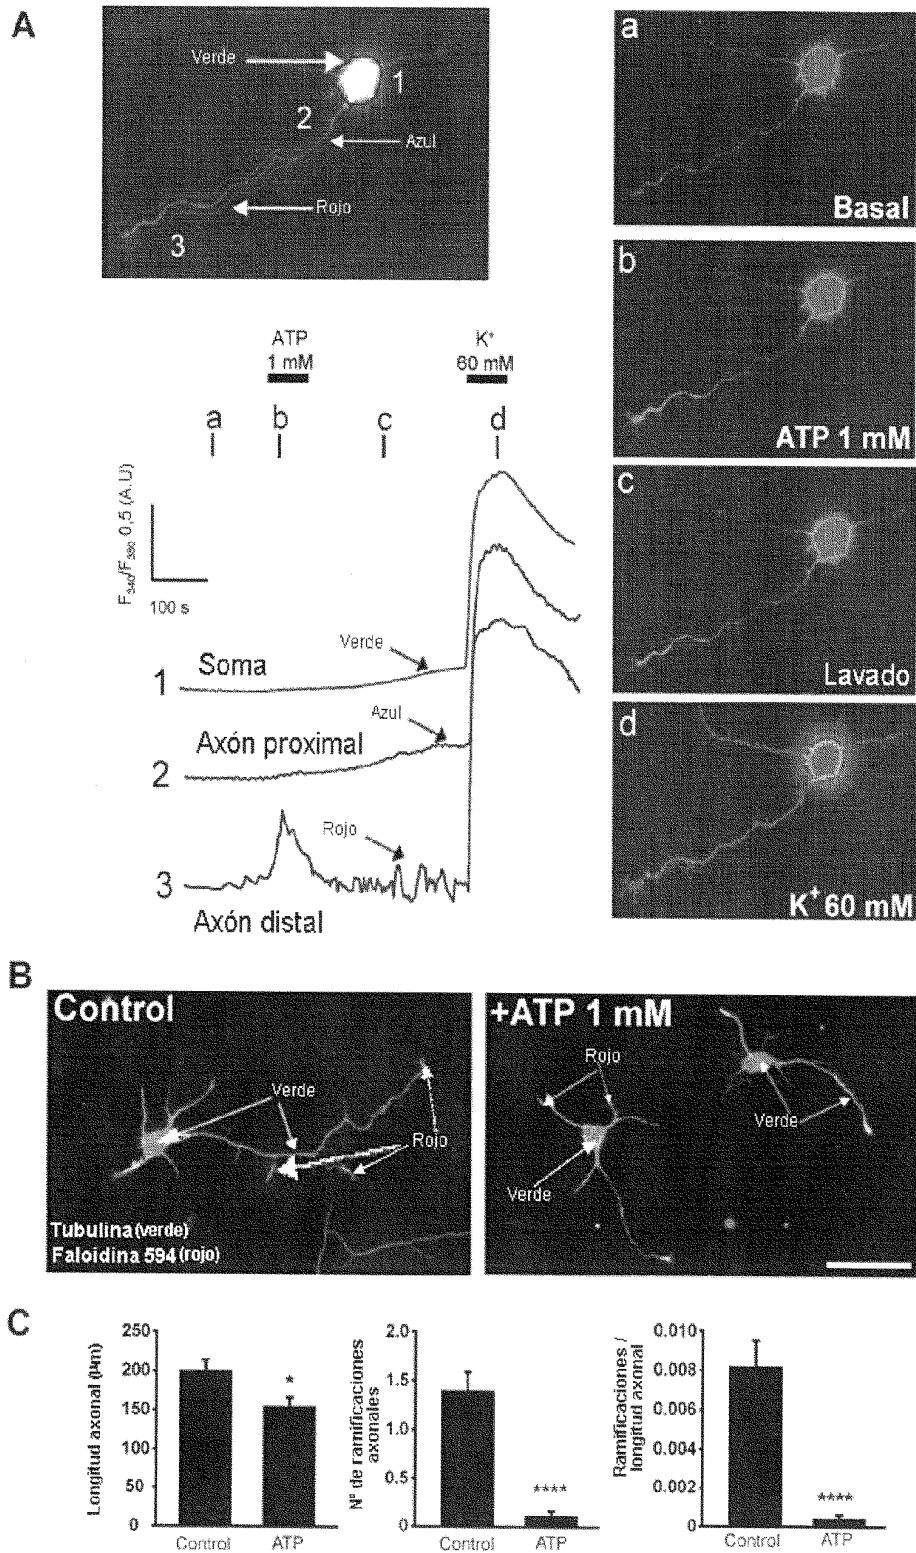 A
Verde
1
2
Azul
Rojo
3
a
Basal
b
ATP 1 mM
c
Lavado
d
K+ 60 mM
ATP
1 mM
K+
60 mM
a b c d
F340/F380 0,5 (A.U)
100 s
Verde
1 Soma
Azul
Axón proximal
2
Rojo
3
Axón distal
B
Control
Verde
Rojo
Tubulina (verde)
Faloidina 594 (rojo)
+ATP 1 mM
Rojo
Verde
Verde
C
Longitud axonal (µm)
250
200
150
100
50
0
*
Control ATP
Nº de ramificaciones
axonales
2.0
1.5
1.0
0.5
0
****
Control ATP
Ramificaciones /
longitud axonal
0.010
0.008
0.006
0.004
0.002
0
****
Control ATP